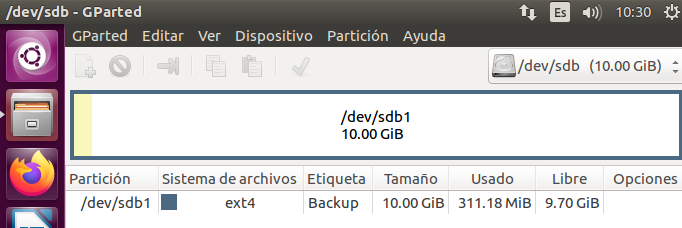 /dev/sdb - GParted Es 10:30
GParted Editar Ver Dispositivo Partición Ayuda
/dev/sdb (10.00 GiB)
/dev/sdb1
10.00 GiB
Partición Sistema de archivos Etiqueta Tamaño Usado Libre Opciones
/dev/sdb1 ext4 Backup 10.00 GiB 311.18 MiB 9.70 GiB